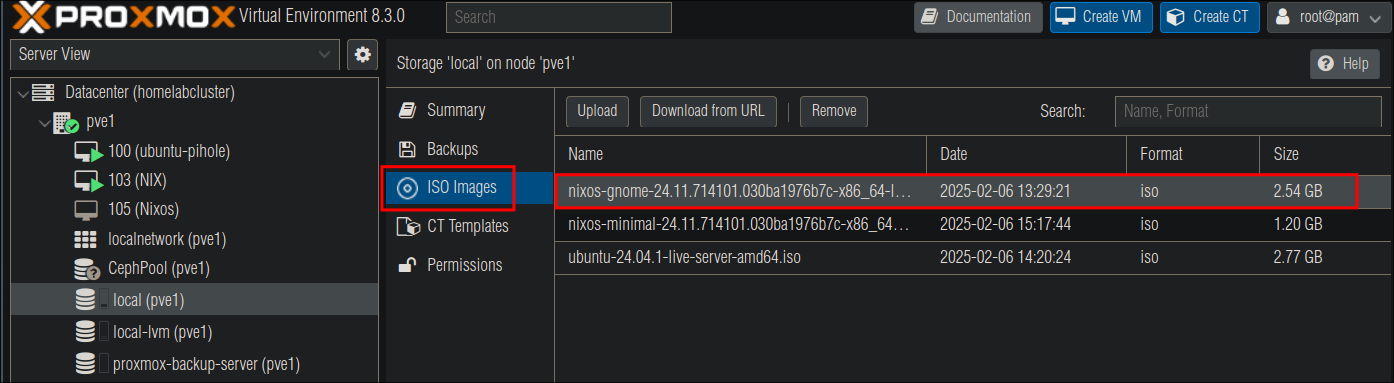 PROXMOX Virtual Environment 8.3.0 Search Documentation Create VM Create CT root@pam
Server View
Storage 'local' on node 'pve1' Help
Datacenter (homelabcluster)
pve1
100 (ubuntu-pihole)
103 (NIX)
105 (Nixos)
localnetwork (pve1)
CephPool (pve1)
local (pve1)
local-lvm (pve1)
proxmox-backup-server (pve1)
Summary
Backups
ISO Images
CT Templates
Permissions
Upload Download from URL Remove Search: Name, Format
Name Date Format Size
nixos-gnome-24.11.714101.030ba1976b7c-x86_64-l... 2025-02-06 13:29:21 iso 2.54 GB
nixos-minimal-24.11.714101.030ba1976b7c-x86_64... 2025-02-06 15:17:44 iso 1.20 GB
ubuntu-24.04.1-live-server-amd64.iso 2025-02-06 14:20:24 iso 2.77 GB